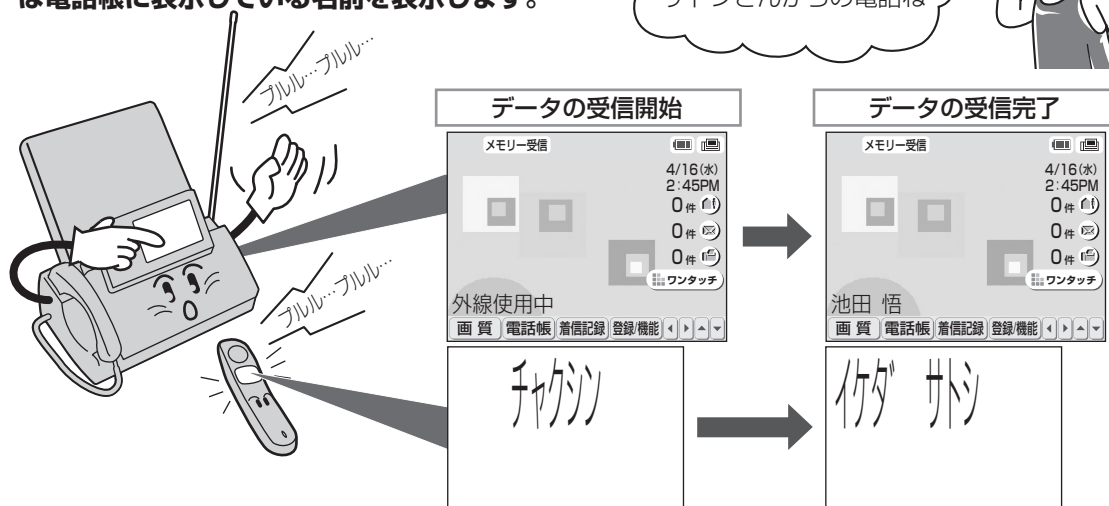 は電話帳に表示している名前を表示します。
サトシさんからの電話ね
プルル…プルル…
データの受信開始
データの受信完了
メモリー受信
4/16(水)
2:45PM
0件
0件
0件
ワンタッチ
外線使用中
画 質 電話帳 着信記録 登録/機能
メモリー受信
4/16(水)
2:45PM
0件
0件
0件
ワンタッチ
池田 悟
画 質 電話帳 着信記録 登録/機能
プルル…プルル…
チャクシン
イケダ サトシ